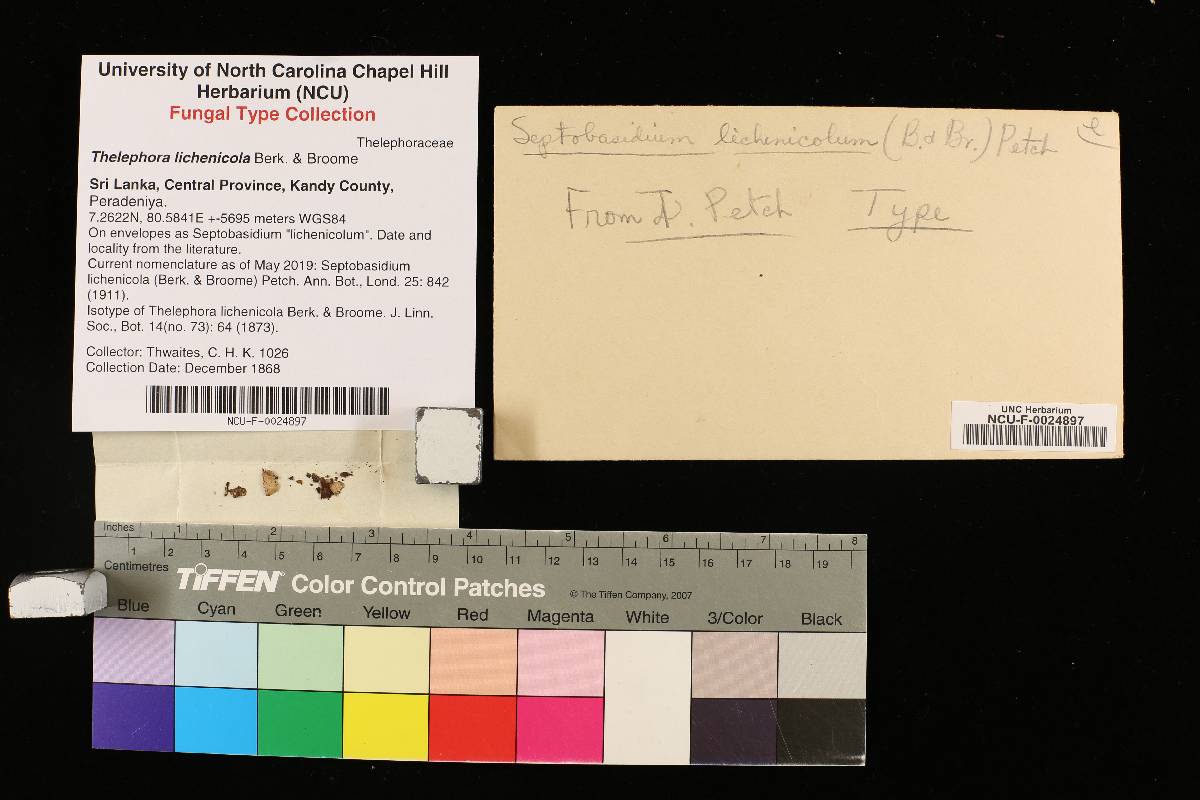 University of North Carolina Chapel Hill
Herbarium (NCU)
Fungal Type Collection
Thelephoraceae
Thelephora lichenicola Berk. & Broome
Sri Lanka, Central Province, Kandy County,
Peradeniya.
7.2622N, 80.5841E +-5695 meters WGS84
On envelopes as Septobasidium "lichenicolum". Date and
locality from the literature.
Current nomenclature as of May 2019: Septobasidium
lichenicola (Berk. & Broome) Petch. Ann. Bot., Lond. 25: 842
(1911).
Isotype of Thelephora lichenicola Berk. & Broome. J. Linn.
Soc., Bot. 14(no. 73): 64 (1873).
Collector: Thwaites, C. H. K. 1026
Collection Date: December 1868
NCU-F-0024897
Septobasidium lichenicolum (B. & Br.) Petch
From Petch Type
UNC Herbarium
NCU-F-0024897
Inches 1 2 3 4 5 6 7 8
1 2 3 4 5 6 7 8 9 10 11 12 13 14 15 16 17 18 19
Centimetres
TIFFEN Color Control Patches © The Tiffen Company, 2007
Blue Cyan Green Yellow Red Magenta White 3/Color Black